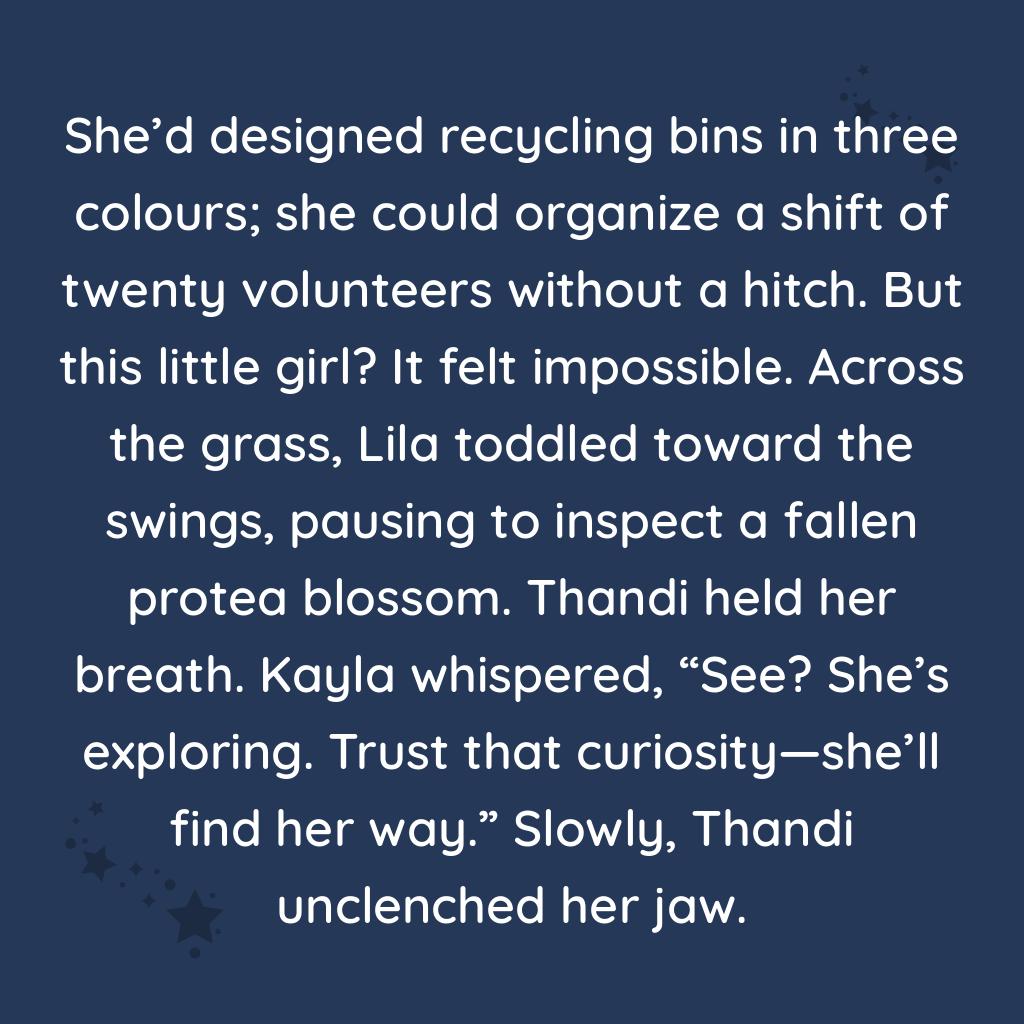 She’d designed recycling bins in three
colours; she could organize a shift of
twenty volunteers without a hitch. But
this little girl? It felt impossible. Across
the grass, Lila toddled toward the
swings, pausing to inspect a fallen
protea blossom. Thandi held her
breath. Kayla whispered, “See? She’s
exploring. Trust that curiosity—she’ll
find her way.” Slowly, Thandi
unclenched her jaw.